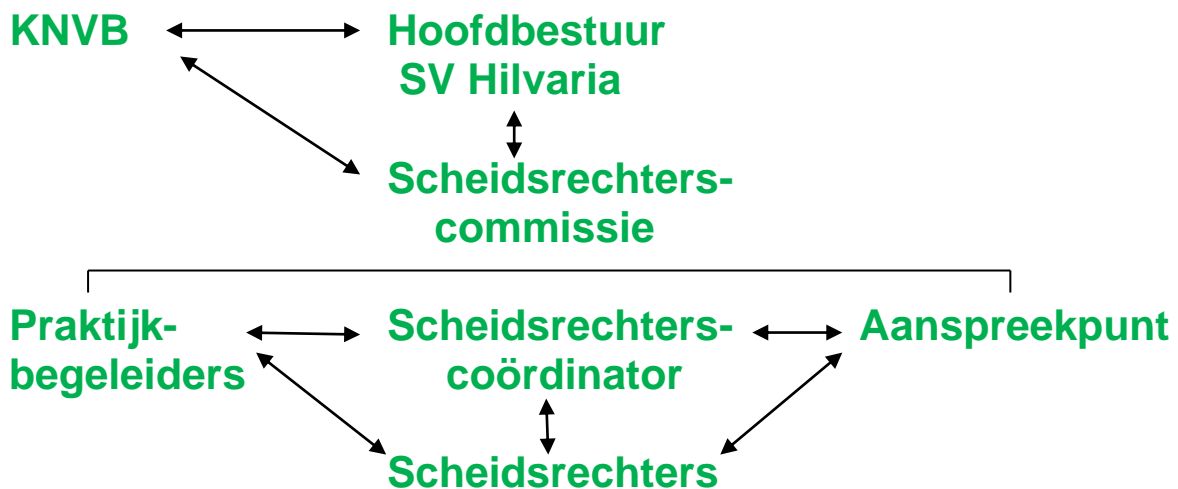 KNVB
Hoofdbestuur
SV Hilvaria
Scheidsrechters-
commissie
Praktijk-
begeleiders
Scheidsrechters-
coördinator
Aanspreekpunt
Scheidsrechters